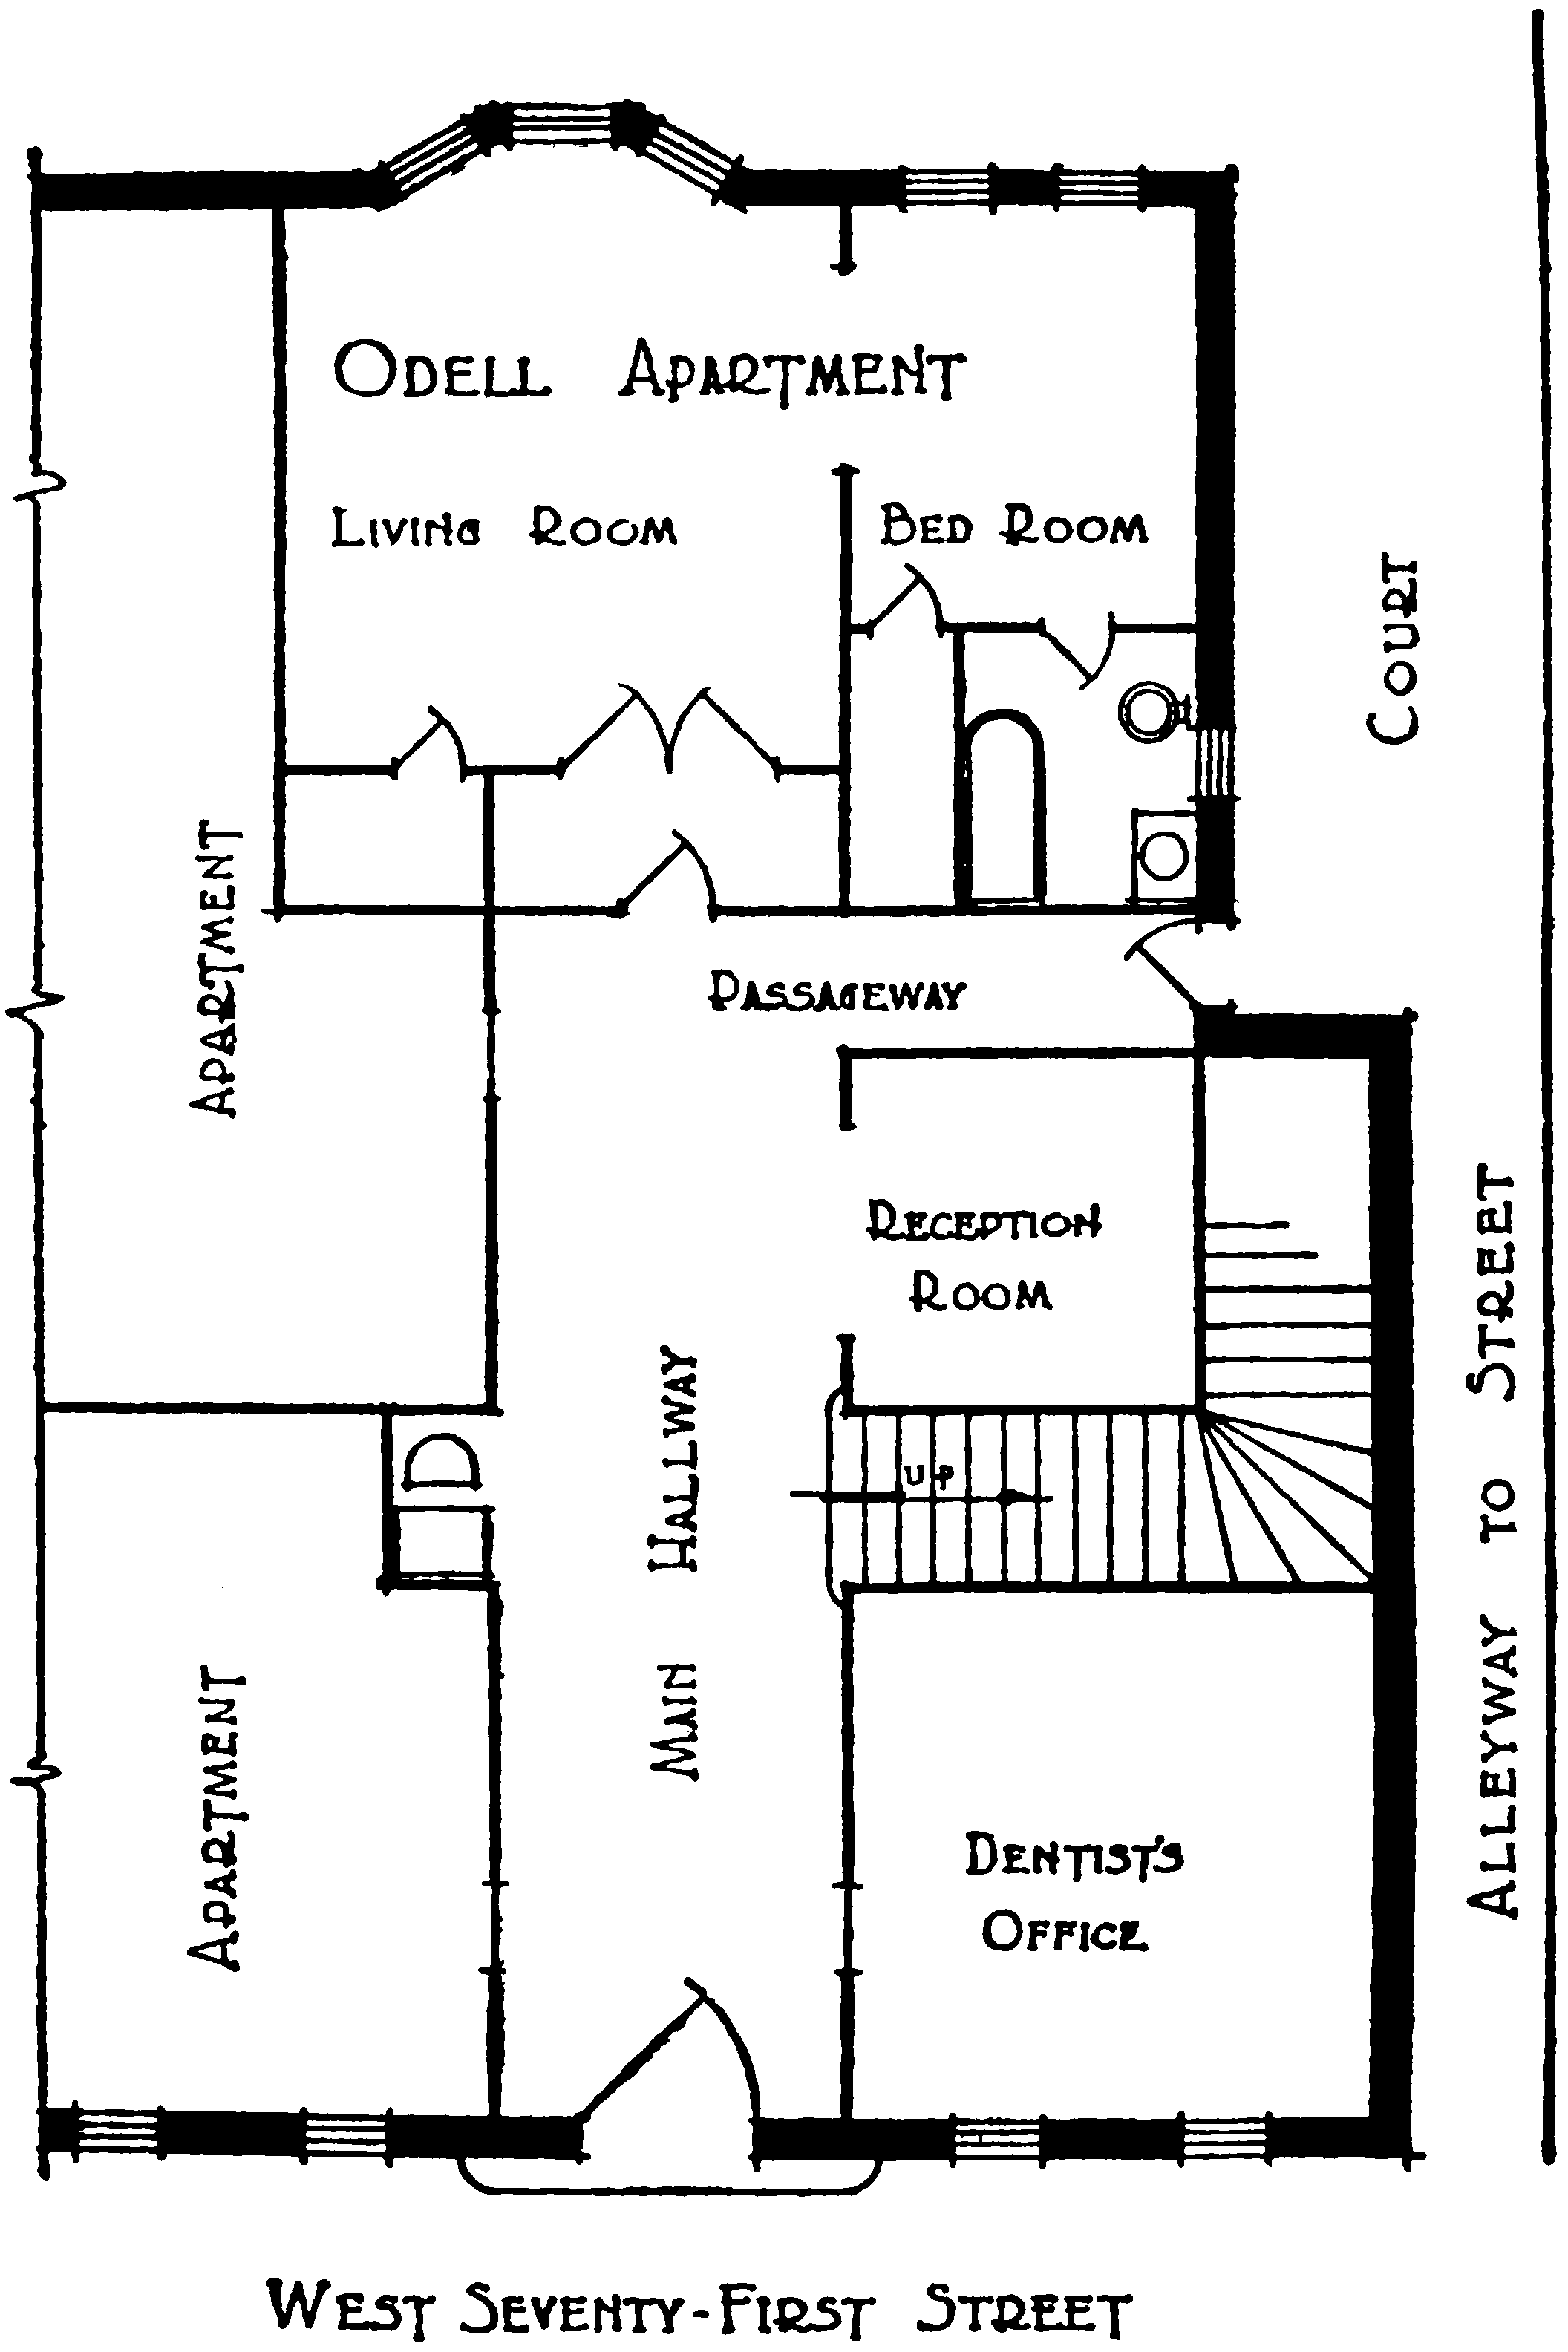 ODELL APARTMENT
LIVING ROOM
BED ROOM
COURT
APARTMENT
PASSAGEWAY
RECEPTION
ROOM
MAIN HALLWAY
UP
ALLEYWAY TO STREET
APARTMENT
DENTIST'S
OFFICE
WEST SEVENTY-FIRST STREET